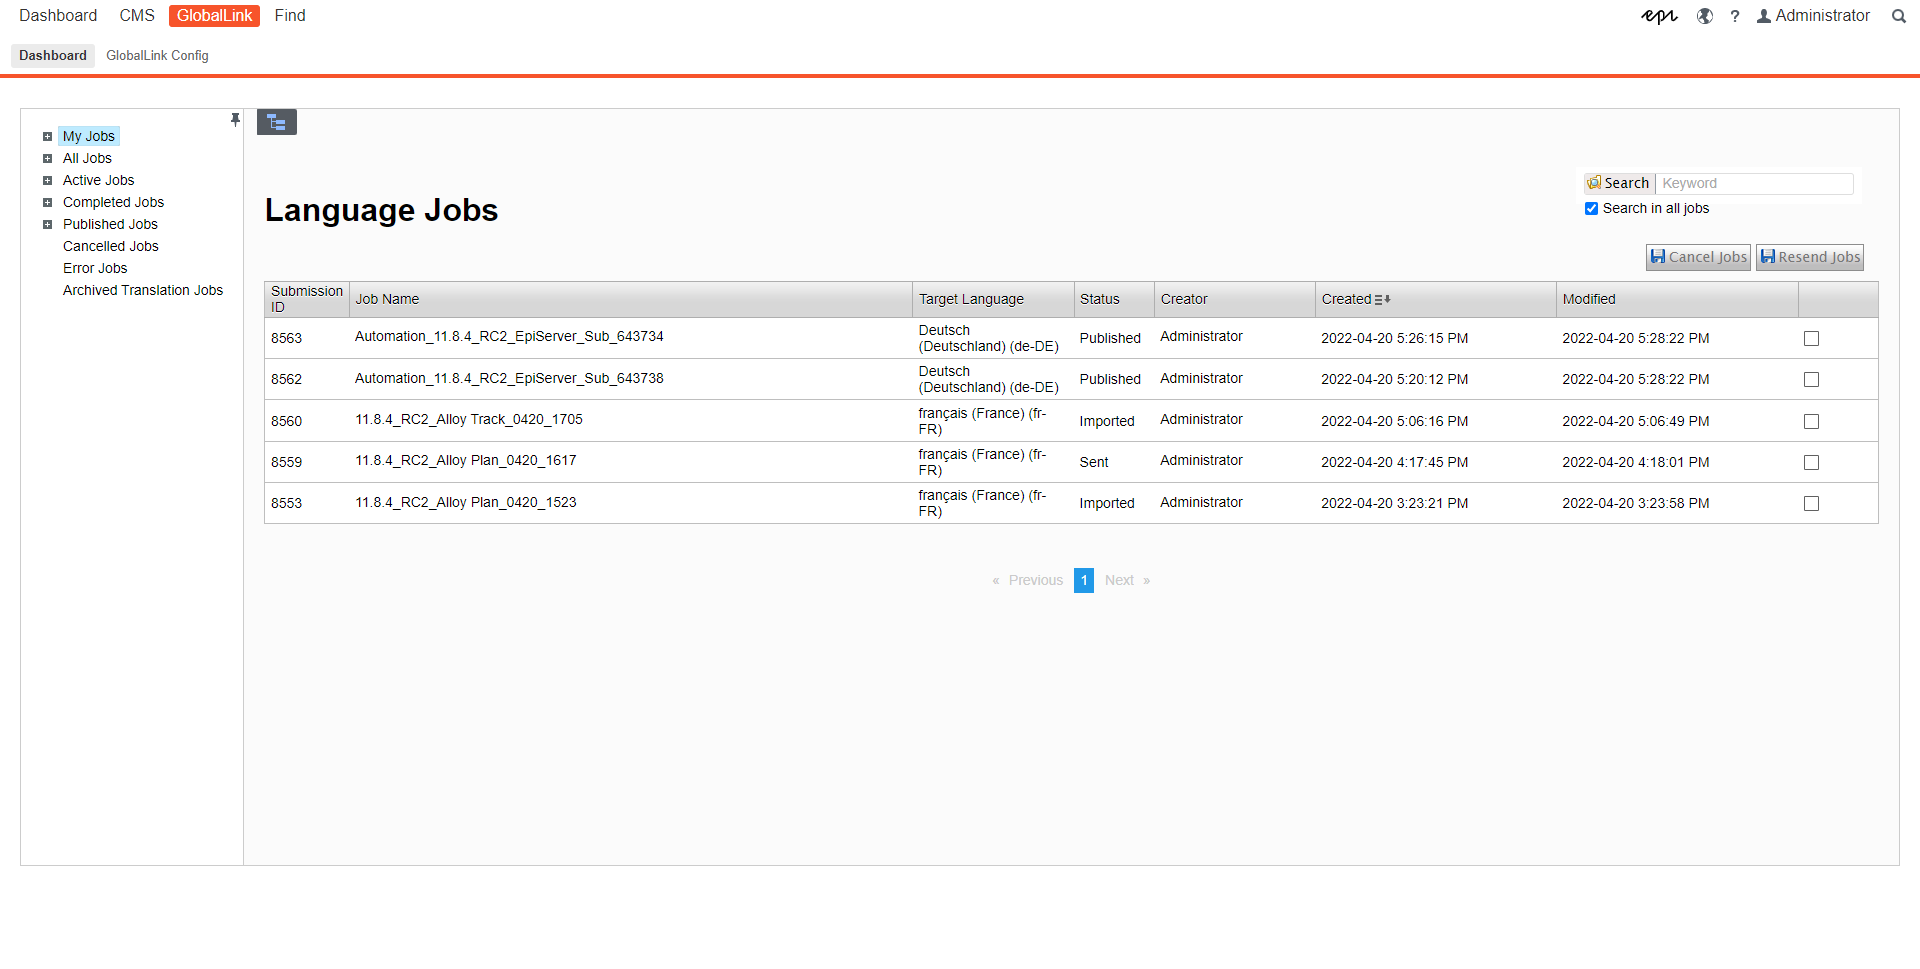 Dashboard CMS GlobalLink Find epi ? Administrator
Dashboard GlobalLink Config
My Jobs
All Jobs
Active Jobs
Completed Jobs
Published Jobs
Cancelled Jobs
Error Jobs
Archived Translation Jobs
Search Keyword
Language Jobs
Search in all jobs
Cancel Jobs Resend Jobs
Submission ID Job Name Target Language Status Creator Created Modified
8563 Automation_11.8.4_RC2_EpiServer_Sub_643734 Deutsch (Deutschland) (de-DE) Published Administrator 2022-04-20 5:26:15 PM 2022-04-20 5:28:22 PM
8562 Automation_11.8.4_RC2_EpiServer_Sub_643738 Deutsch (Deutschland) (de-DE) Published Administrator 2022-04-20 5:20:12 PM 2022-04-20 5:28:22 PM
8560 11.8.4_RC2_Alloy Track_0420_1705 français (France) (fr-FR) Imported Administrator 2022-04-20 5:06:16 PM 2022-04-20 5:06:49 PM
8559 11.8.4_RC2_Alloy Plan_0420_1617 français (France) (fr-FR) Sent Administrator 2022-04-20 4:17:45 PM 2022-04-20 4:18:01 PM
8553 11.8.4_RC2_Alloy Plan_0420_1523 français (France) (fr-FR) Imported Administrator 2022-04-20 3:23:21 PM 2022-04-20 3:23:58 PM
« Previous 1 Next »